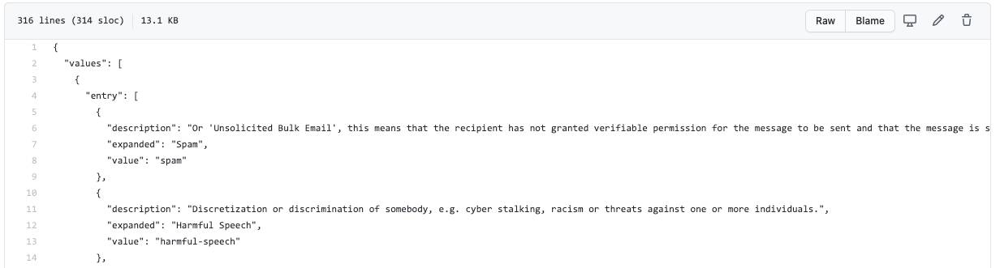 316 lines (314 sloc) 13.1 KB Raw Blame
1 {
2 "values": [
3 {
4 "entry": [
5 {
6 "description": "Or 'Unsolicited Bulk Email', this means that the recipient has not granted verifiable permission for the message to be sent and that the message is s
7 "expanded": "Spam",
8 "value": "spam"
9 },
10 {
11 "description": "Discretization or discrimination of somebody, e.g. cyber stalking, racism or threats against one or more individuals.",
12 "expanded": "Harmful Speech",
13 "value": "harmful-speech"
14 },